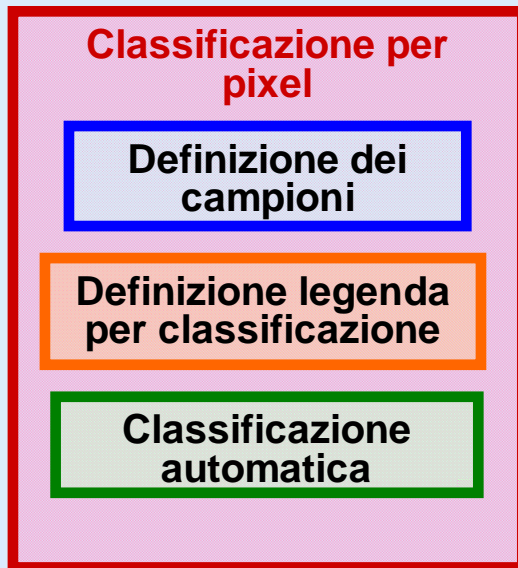 Classificazione per
pixel
Definizione dei
campioni
Definizione legenda
per classificazione
Classificazione
automatica